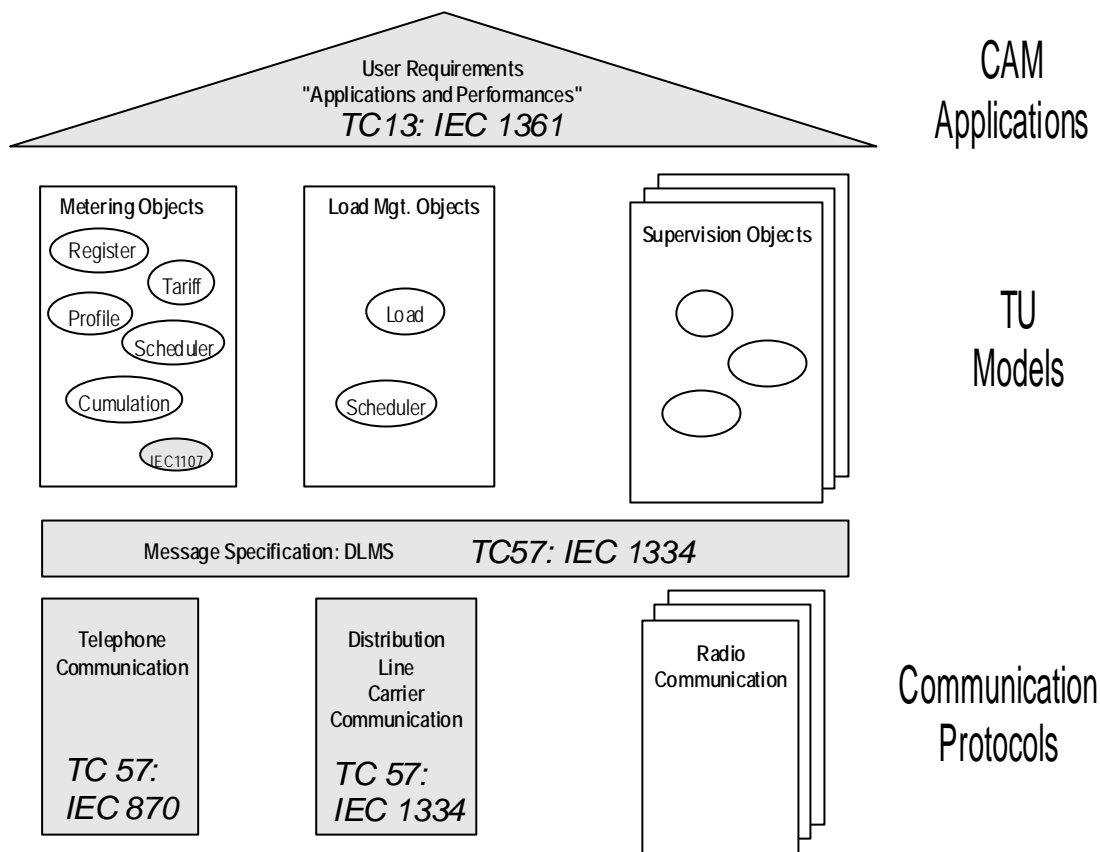 User Requirements
"Applications and Performances"
TC13: IEC 1361
CAM
Applications
Metering Objects
Register
Tariff
Profile
Scheduler
Cumulation
IEC1107
Load Mgt. Objects
Load
Scheduler
Supervision Objects
TU
Models
Message Specification: DLMS
TC57: IEC 1334
Telephone
Communication
TC 57:
IEC 870
Distribution
Line
Carrier
Communication
TC 57:
IEC 1334
Radio
Communication
Communication
Protocols